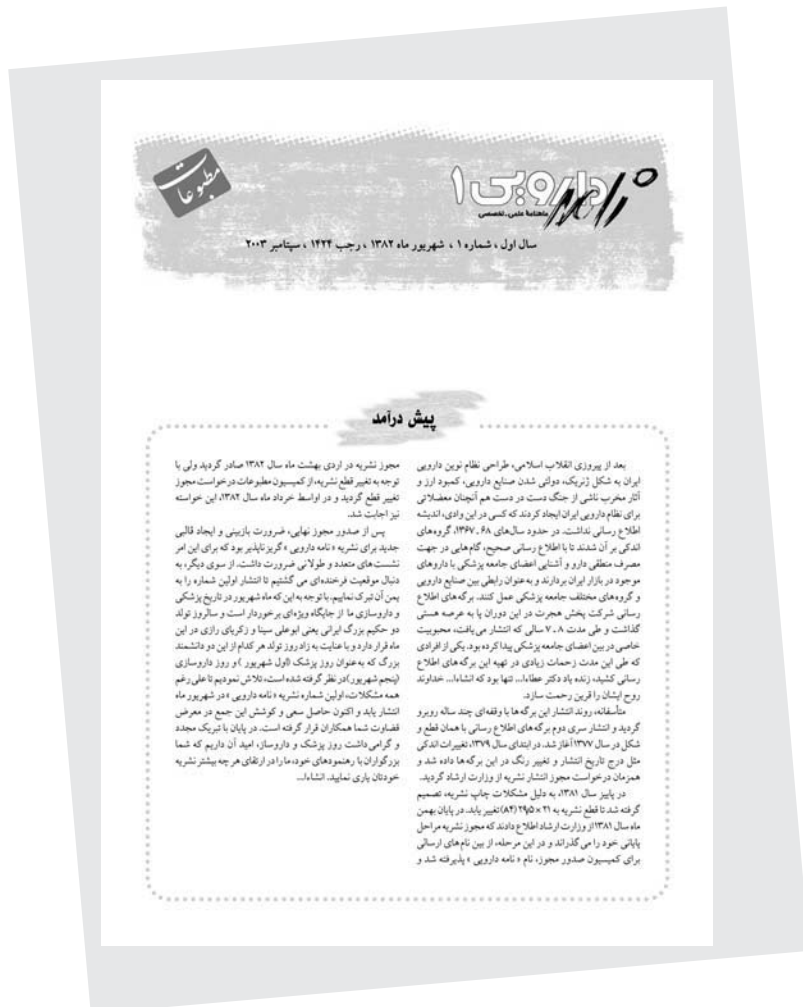 مطبوعات
نامه دارویی ۱
ماهنامهٔ علمی-تخصصی
سال اول ، شماره ۱ ، شهریور ماه ۱۳۸۲ ، رجب ۱۴۲۴ ، سپتامبر ۲۰۰۳
پیش درآمد
بعد از پیروزی انقلاب اسلامی، طراحی نظام نوین دارویی
ایران به شکل ژنریک، دولتی شدن صنایع دارویی، کمبود ارز و
آثار مخرب ناشی از جنگ دست در دست هم آنچنان معضلاتی
برای نظام دارویی ایران ایجاد کردند که کسی در این وادی، اندیشه
اطلاع رسانی نداشت. در حدود سال‌های ۶۸ ـ ۱۳۶۷، گروه‌های
اندکی بر آن شدند تا با اطلاع رسانی صحیح، گام‌هایی در جهت
مصرف منطقی دارو و آشنایی اعضای جامعه پزشکی با داروهای
موجود در بازار ایران بردارند و به‌عنوان رابطی بین صنایع دارویی
و گروه‌های مختلف جامعه پزشکی عمل کنند. برگه‌های اطلاع
رسانی شرکت پخش هجرت در این دوران پا به عرصه هستی
گذاشت و طی مدت ۸ ـ ۷ سالی که انتشار می‌یافت، محبوبیت
خاصی در بین اعضای جامعه پزشکی پیدا کرده بود. یکی از افرادی
که طی این مدت زحمات زیادی در تهیه این برگه‌های اطلاع
رسانی کشید، زنده یاد دکتر عطاءا... تنها بود که انشاءا... خداوند
روح ایشان را قرین رحمت سازد.
متأسفانه، روند انتشار این برگه‌ها با وقفه‌ای چند ساله روبرو
گردید و انتشار سری دوم برگه‌های اطلاع رسانی با همان قطع و
شکل در سال ۱۳۷۷ آغاز شد. در ابتدای سال ۱۳۷۹، تغییرات اندکی
مثل درج تاریخ انتشار و تغییر رنگ در این برگه‌ها داده شد و
همزمان درخواست مجوز انتشار نشریه از وزارت ارشاد گردید.
در پاییز سال ۱۳۸۱، به دلیل مشکلات چاپ نشریه، تصمیم
گرفته شد تا قطع نشریه به ۲۱ × ۲۹/۵ (A۴) تغییر یابد. در پایان بهمن
ماه سال ۱۳۸۱ از وزارت ارشاد اطلاع دادند که مجوز نشریه مراحل
پایانی خود را می‌گذراند و در این مرحله، از بین نام‌های ارسالی
برای کمیسیون صدور مجوز، نام « نامه دارویی » پذیرفته شد و
مجوز نشریه در اردی بهشت ماه سال ۱۳۸۲ صادر گردید ولی با
توجه به تغییر قطع نشریه، از کمیسیون مطبوعات درخواست مجوز
تغییر قطع گردید و در اواسط خرداد ماه سال ۱۳۸۲، این خواسته
نیز اجابت شد.
پس از صدور مجوز نهایی، ضرورت بازبینی و ایجاد قالبی
جدید برای نشریه « نامه دارویی » گریزناپذیر بود که برای این امر
نشست‌های متعدد و طولانی ضرورت داشت. از سوی دیگر، به
دنبال موقعیت فرخنده‌ای می گشتیم تا انتشار اولین شماره را به
یمن آن تبرک نماییم. با توجه به این که ماه شهریور در تاریخ پزشکی
و داروسازی ما از جایگاه ویژه‌ای برخوردار است و سالروز تولد
دو حکیم بزرگ ایرانی یعنی ابوعلی سینا و زکریای رازی در این
ماه قرار دارد و با عنایت به زاد روز تولد هر کدام از این دو دانشمند
بزرگ که به‌عنوان روز پزشک (اول شهریور ) و روز داروسازی
(پنجم شهریور) در نظر گرفته شده است، تلاش نمودیم تا علی رغم
همه مشکلات، اولین شماره نشریه « نامه دارویی » در شهریور ماه
انتشار یابد و اکنون حاصل سعی و کوشش این جمع در معرض
قضاوت شما همکاران قرار گرفته است. در پایان با تبریک مجدد
و گرامی‌داشت روز پزشک و داروساز، امید آن داریم که شما
بزرگواران با رهنمودهای خود، ما را در ارتقای هر چه بیشتر نشریه
خودتان یاری نمایید. انشاءا...